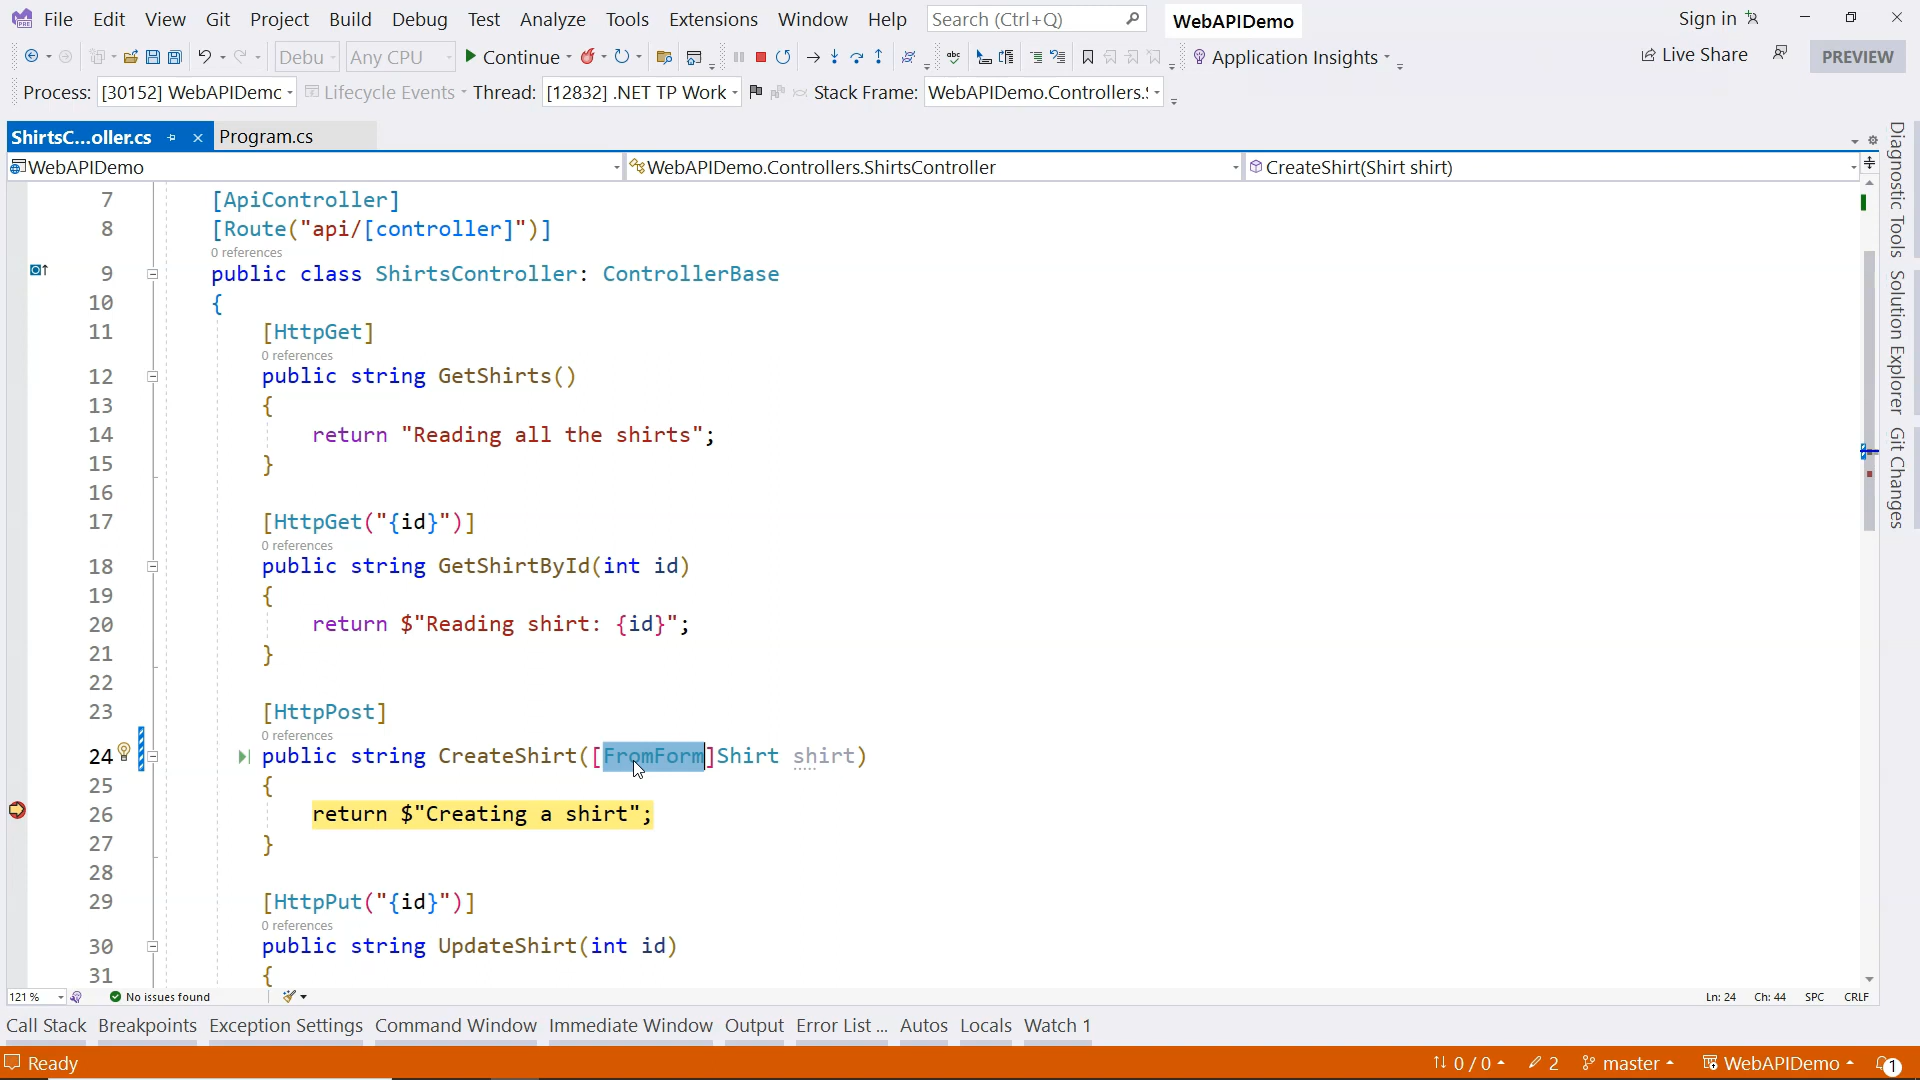 File Edit View Git Project Build Debug Test Analyze Tools Extensions Window Help Search (Ctrl+Q) WebAPIDemo Sign in
Debu Any CPU Continue Application Insights Live Share PREVIEW
Process: [30152] WebAPIDemo Lifecycle Events Thread: [12832] .NET TP Work Stack Frame: WebAPIDemo.Controllers.
ShirtsC...oller.cs Program.cs
WebAPIDemo WebAPIDemo.Controllers.ShirtsController CreateShirt(Shirt shirt)
7 [ApiController]
8 [Route("api/[controller]")]
0 references
9 public class ShirtsController: ControllerBase
10 {
11 [HttpGet]
0 references
12 public string GetShirts()
13 {
14 return "Reading all the shirts";
15 }
16
17 [HttpGet("{id}")]
0 references
18 public string GetShirtById(int id)
19 {
20 return $"Reading shirt: {id}";
21 }
22
23 [HttpPost]
0 references
24 public string CreateShirt([FromForm]Shirt shirt)
25 {
26 return $"Creating a shirt";
27 }
28
29 [HttpPut("{id}")]
0 references
30 public string UpdateShirt(int id)
31 {
Diagnostic Tools
Solution Explorer
Git Changes
121 % No issues found Ln: 24 Ch: 44 SPC CRLF
Call Stack Breakpoints Exception Settings Command Window Immediate Window Output Error List ... Autos Locals Watch 1
Ready 0 / 0 2 master WebAPIDemo 1